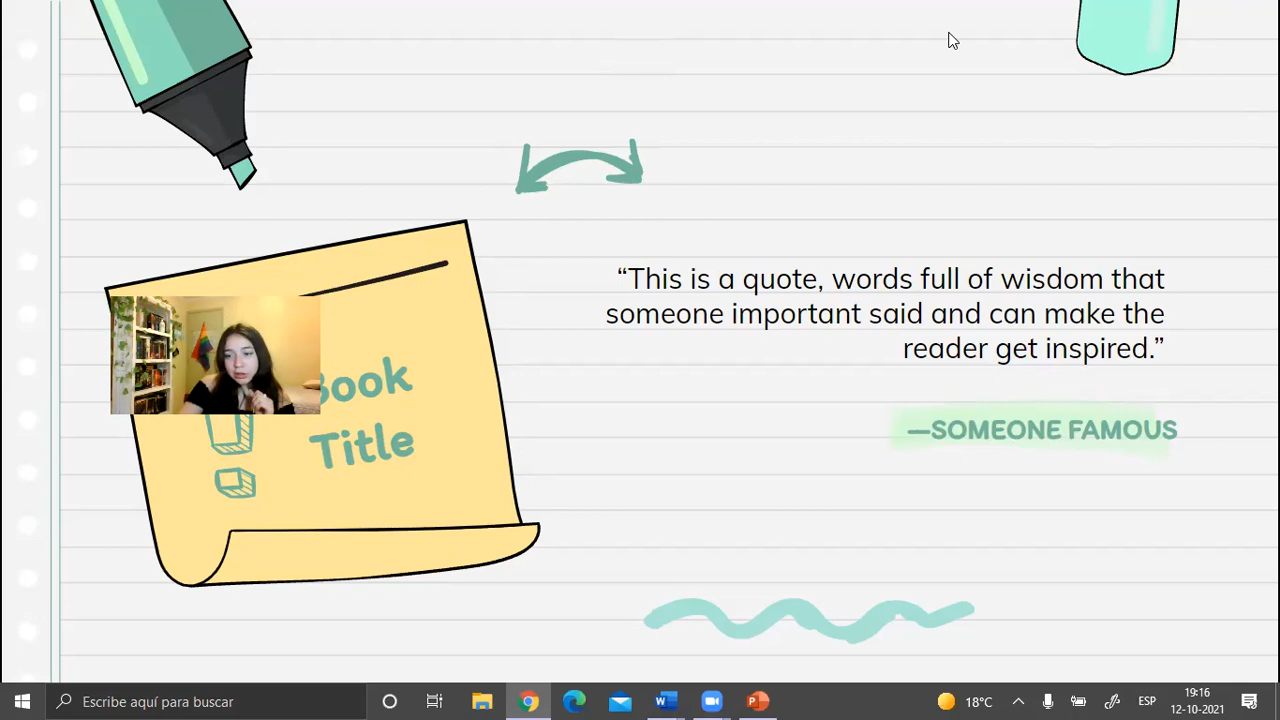 “This is a quote, words full of wisdom that
someone important said and can make the
reader get inspired.”
—SOMEONE FAMOUS
Book
Title
Escribe aquí para buscar
18°C
ESP
19:16
12-10-2021